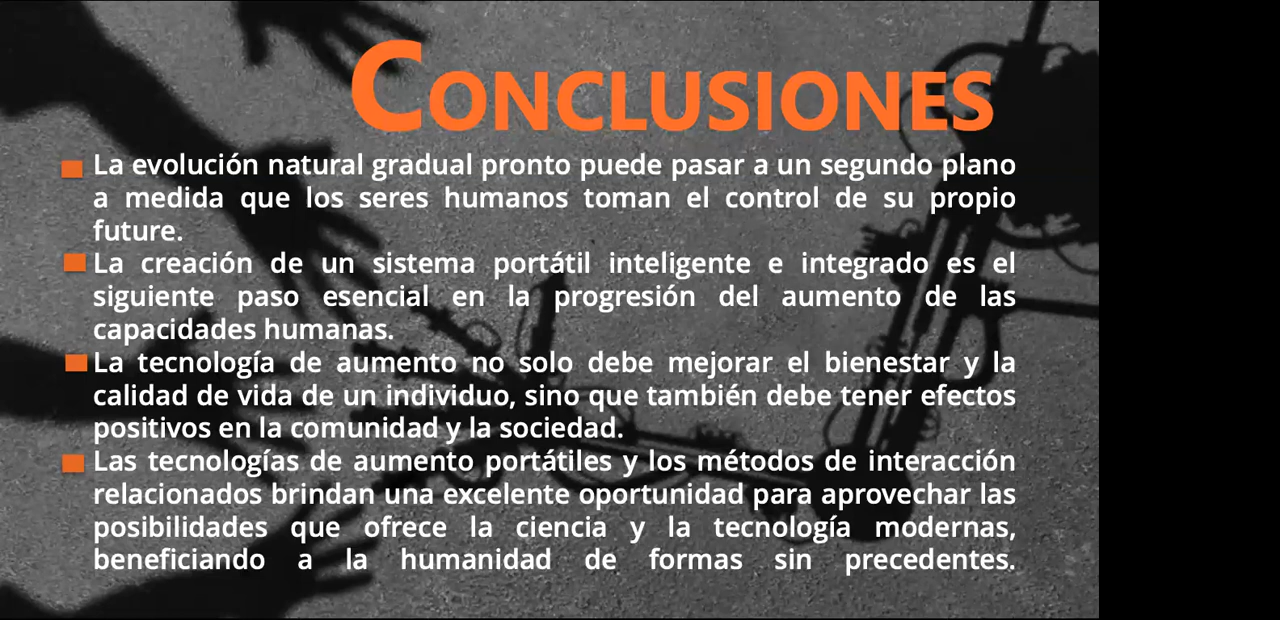 CONCLUSIONES
La evolución natural gradual pronto puede pasar a un segundo plano
a medida que los seres humanos toman el control de su propio
future.
La creación de un sistema portátil inteligente e integrado es el
siguiente paso esencial en la progresión del aumento de las
capacidades humanas.
La tecnología de aumento no solo debe mejorar el bienestar y la
calidad de vida de un individuo, sino que también debe tener efectos
positivos en la comunidad y la sociedad.
Las tecnologías de aumento portátiles y los métodos de interacción
relacionados brindan una excelente oportunidad para aprovechar las
posibilidades que ofrece la ciencia y la tecnología modernas,
beneficiando a la humanidad de formas sin precedentes.